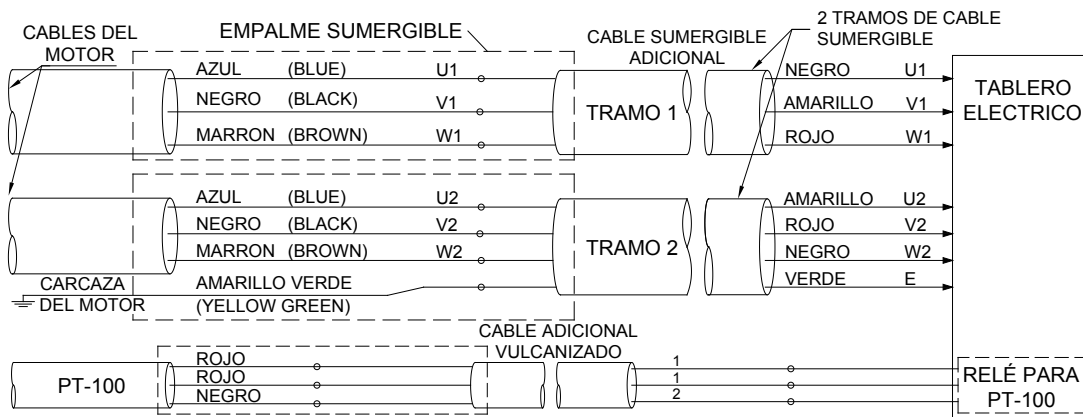 CABLES DEL
MOTOR
EMPALME SUMERGIBLE
CABLE SUMERGIBLE
ADICIONAL
2 TRAMOS DE CABLE
SUMERGIBLE
AZUL (BLUE) U1
NEGRO (BLACK) V1
MARRON (BROWN) W1
TRAMO 1
NEGRO U1
AMARILLO V1
ROJO W1
TABLERO
ELECTRICO
AZUL (BLUE) U2
NEGRO (BLACK) V2
MARRON (BROWN) W2
TRAMO 2
AMARILLO U2
ROJO V2
NEGRO W2
VERDE E
CARCAZA
DEL MOTOR
AMARILLO VERDE
(YELLOW GREEN)
CABLE ADICIONAL
VULCANIZADO
PT-100
ROJO
ROJO
NEGRO
1
1
2
RELÉ PARA
PT-100